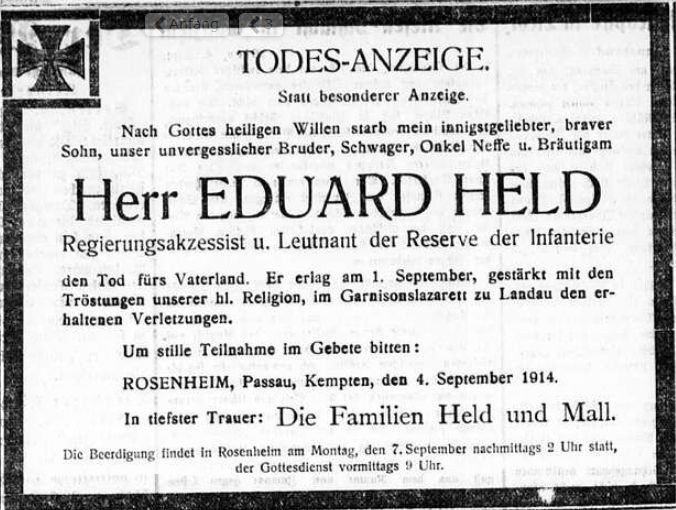 Anfang 3
TODES-ANZEIGE.
Statt besonderer Anzeige.
Nach Gottes heiligen Willen starb mein innigstgeliebter, braver
Sohn, unser unvergesslicher Bruder, Schwager, Onkel Neffe u. Bräutigam
Herr EDUARD HELD
Regierungsakzessist u. Leutnant der Reserve der Infanterie
den Tod fürs Vaterland. Er erlag am 1. September, gestärkt mit den
Tröstungen unserer hl. Religion, im Garnisonslazarett zu Landau den er-
haltenen Verletzungen.
Um stille Teilnahme im Gebete bitten:
ROSENHEIM, Passau, Kempten, den 4. September 1914.
In tiefster Trauer: Die Familien Held und Mall.
Die Beerdigung findet in Rosenheim am Montag, den 7. September nachmittags 2 Uhr statt,
der Gottesdienst vormittags 9 Uhr.